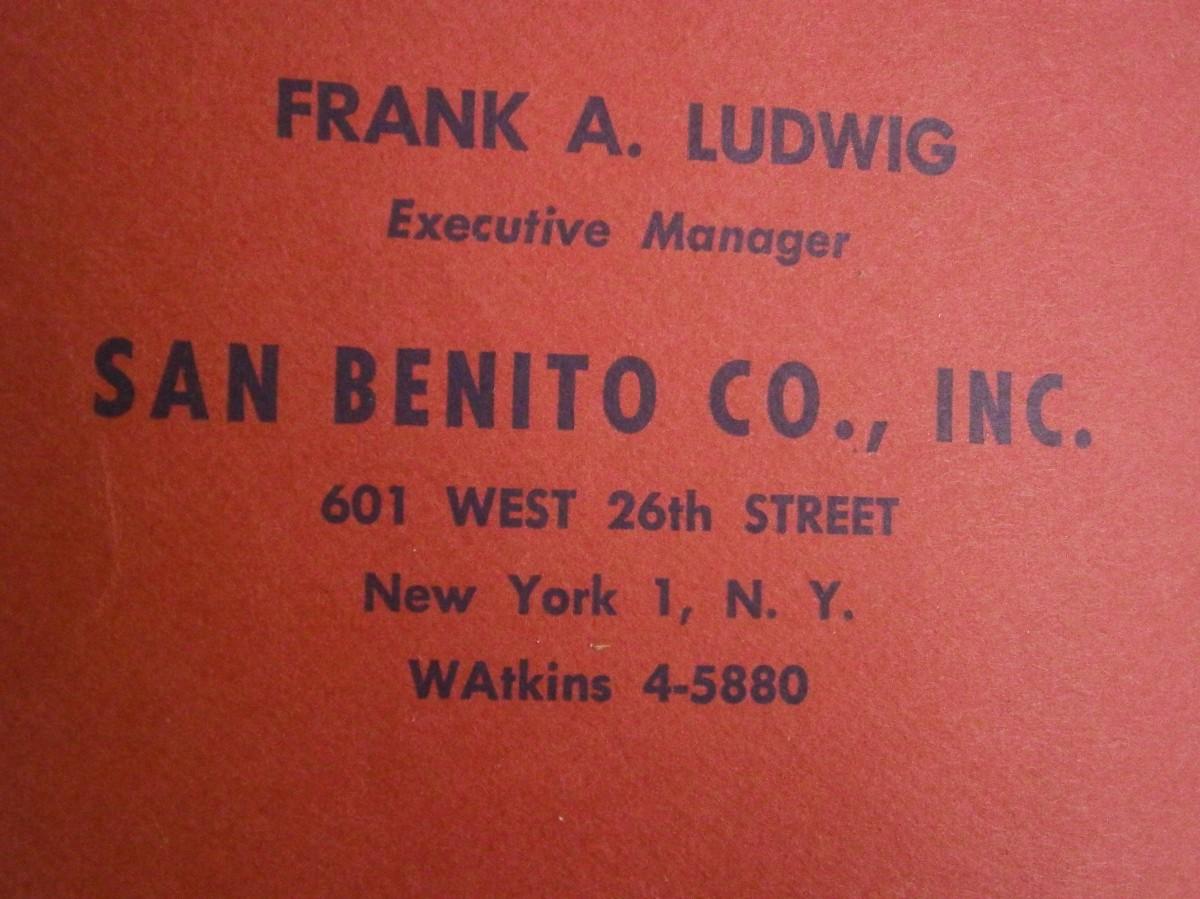 FRANK A. LUDWIG
Executive Manager
SAN BENITO CO., INC.
601 WEST 26th STREET
New York 1, N. Y.
WAtkins 4-5880